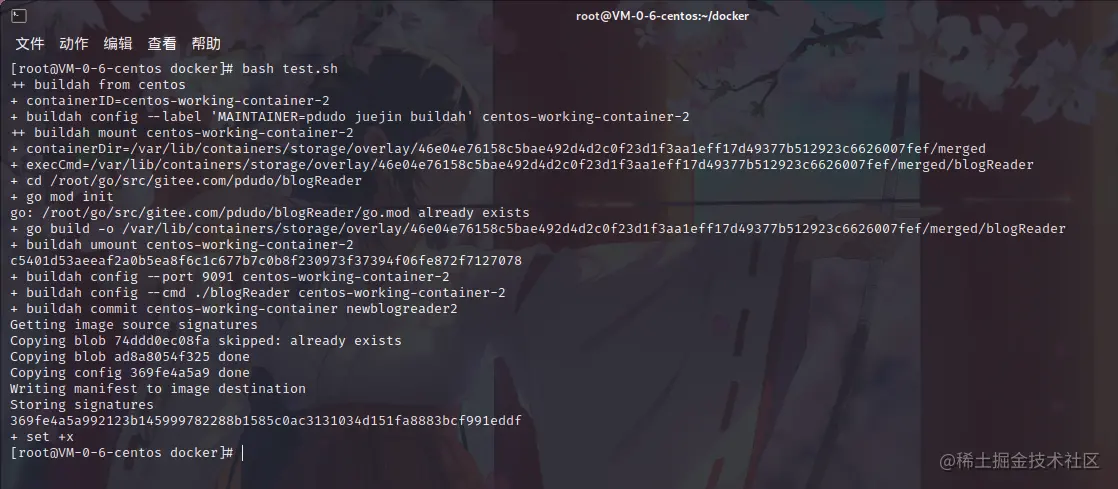 root@VM-0-6-centos:~/docker
文件 动作 编辑 查看 帮助
[root@VM-0-6-centos docker]# bash test.sh
++ buildah from centos
+ containerID=centos-working-container-2
+ buildah config --label 'MAINTAINER=pdudo juejin buildah' centos-working-container-2
++ buildah mount centos-working-container-2
+ containerDir=/var/lib/containers/storage/overlay/46e04e76158c5bae492d4d2c0f23d1f3aa1eff17d49377b512923c6626007fef/merged
+ execCmd=/var/lib/containers/storage/overlay/46e04e76158c5bae492d4d2c0f23d1f3aa1eff17d49377b512923c6626007fef/merged/blogReader
+ cd /root/go/src/gitee.com/pdudo/blogReader
+ go mod init
go: /root/go/src/gitee.com/pdudo/blogReader/go.mod already exists
+ go build -o /var/lib/containers/storage/overlay/46e04e76158c5bae492d4d2c0f23d1f3aa1eff17d49377b512923c6626007fef/merged/blogReader
+ buildah umount centos-working-container-2
c5401d53aeeaf2a0b5ea8f6c1c677b7c0b8f230973f37394f06fe872f7127078
+ buildah config --port 9091 centos-working-container-2
+ buildah config --cmd ./blogReader centos-working-container-2
+ buildah commit centos-working-container newblogreader2
Getting image source signatures
Copying blob 74ddd0ec08fa skipped: already exists
Copying blob ad8a8054f325 done
Copying config 369fe4a5a9 done
Writing manifest to image destination
Storing signatures
369fe4a5a992123b145999782288b1585c0ac3131034d151fa8883bcf991eddf
+ set +x
[root@VM-0-6-centos docker]#
@稀土掘金技术社区